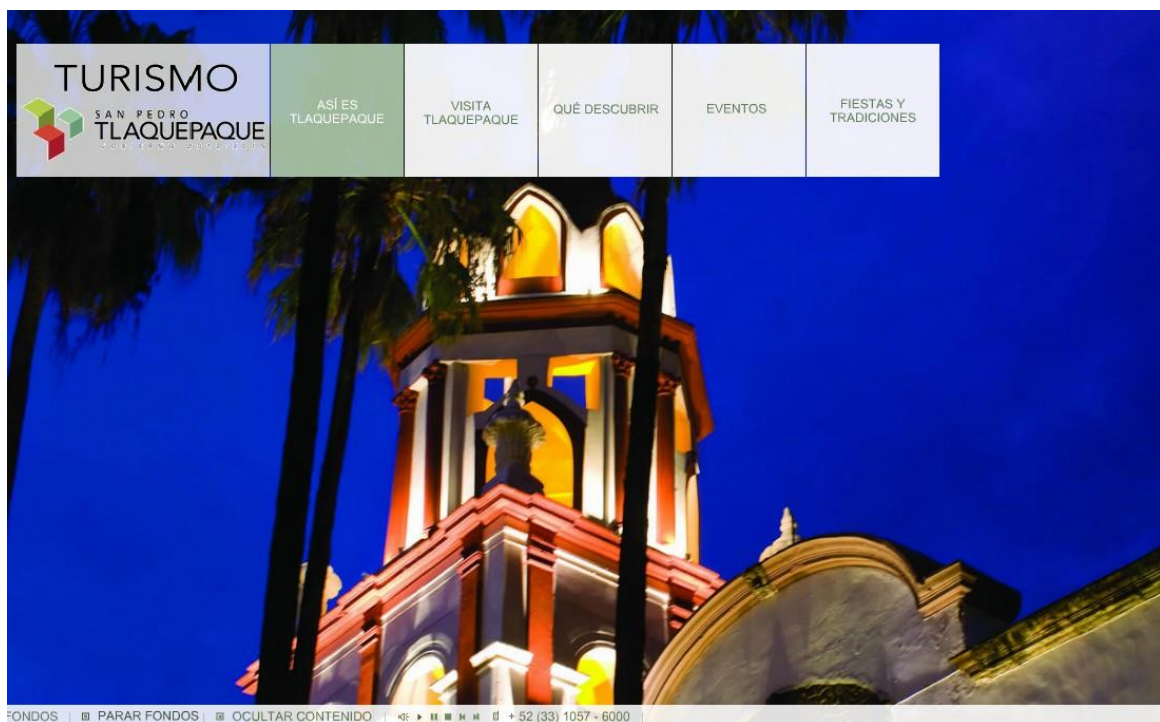 TURISMO
SAN PEDRO
TLAQUEPAQUE
ASÍ ES
TLAQUEPAQUE
VISITA
TLAQUEPAQUE
QUÉ DESCUBRIR
EVENTOS
FIESTAS Y
TRADICIONES
FONDOS | PARAR FONDOS | OCULTAR CONTENIDO | + 52 (33) 1057 - 6000